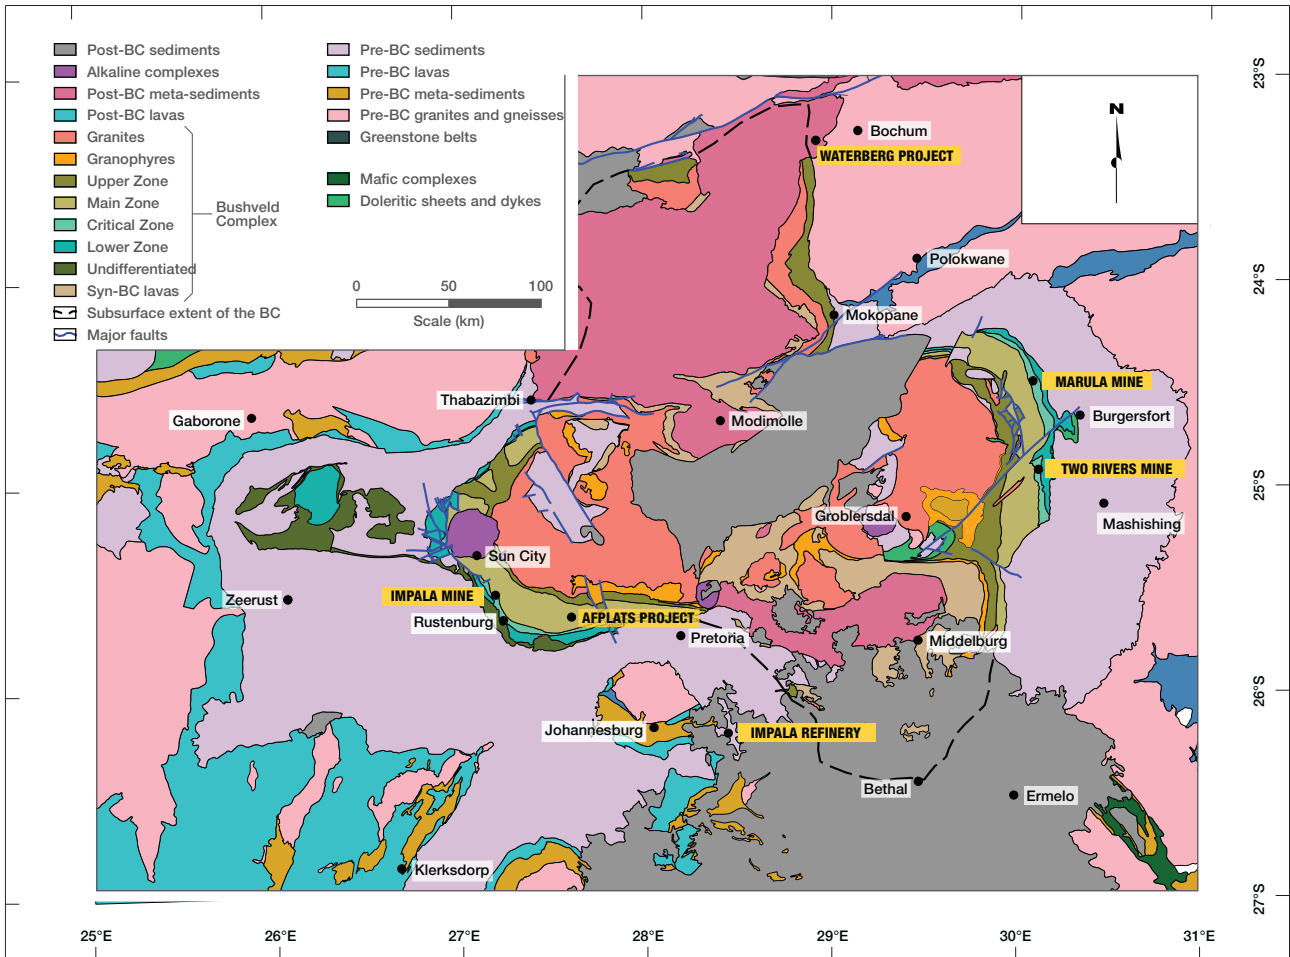 Post-BC sediments
Alkaline complexes
Post-BC meta-sediments
Post-BC lavas
Granites
Granophyres
Upper Zone
Main Zone
Critical Zone
Lower Zone
Undifferentiated
Syn-BC lavas
Subsurface extent of the BC
Major faults
Bushveld
Complex
Pre-BC sediments
Pre-BC lavas
Pre-BC meta-sediments
Pre-BC granites and gneisses
Greenstone belts
Mafic complexes
Doleritic sheets and dykes
0 50 100
Scale (km)
N
23°S
24°S
25°S
26°S
27°S
Bochum
WATERBERG PROJECT
Polokwane
Mokopane
MARULA MINE
Thabazimbi
Burgersfort
Gaborone
Modimolle
TWO RIVERS MINE
Groblersdal
Mashishing
Sun City
IMPALA MINE
Zeerust
AFPLATS PROJECT
Rustenburg
Pretoria
Middelburg
Johannesburg
IMPALA REFINERY
Bethal
Ermelo
Klerksdorp
25°E 26°E 27°E 28°E 29°E 30°E 31°E